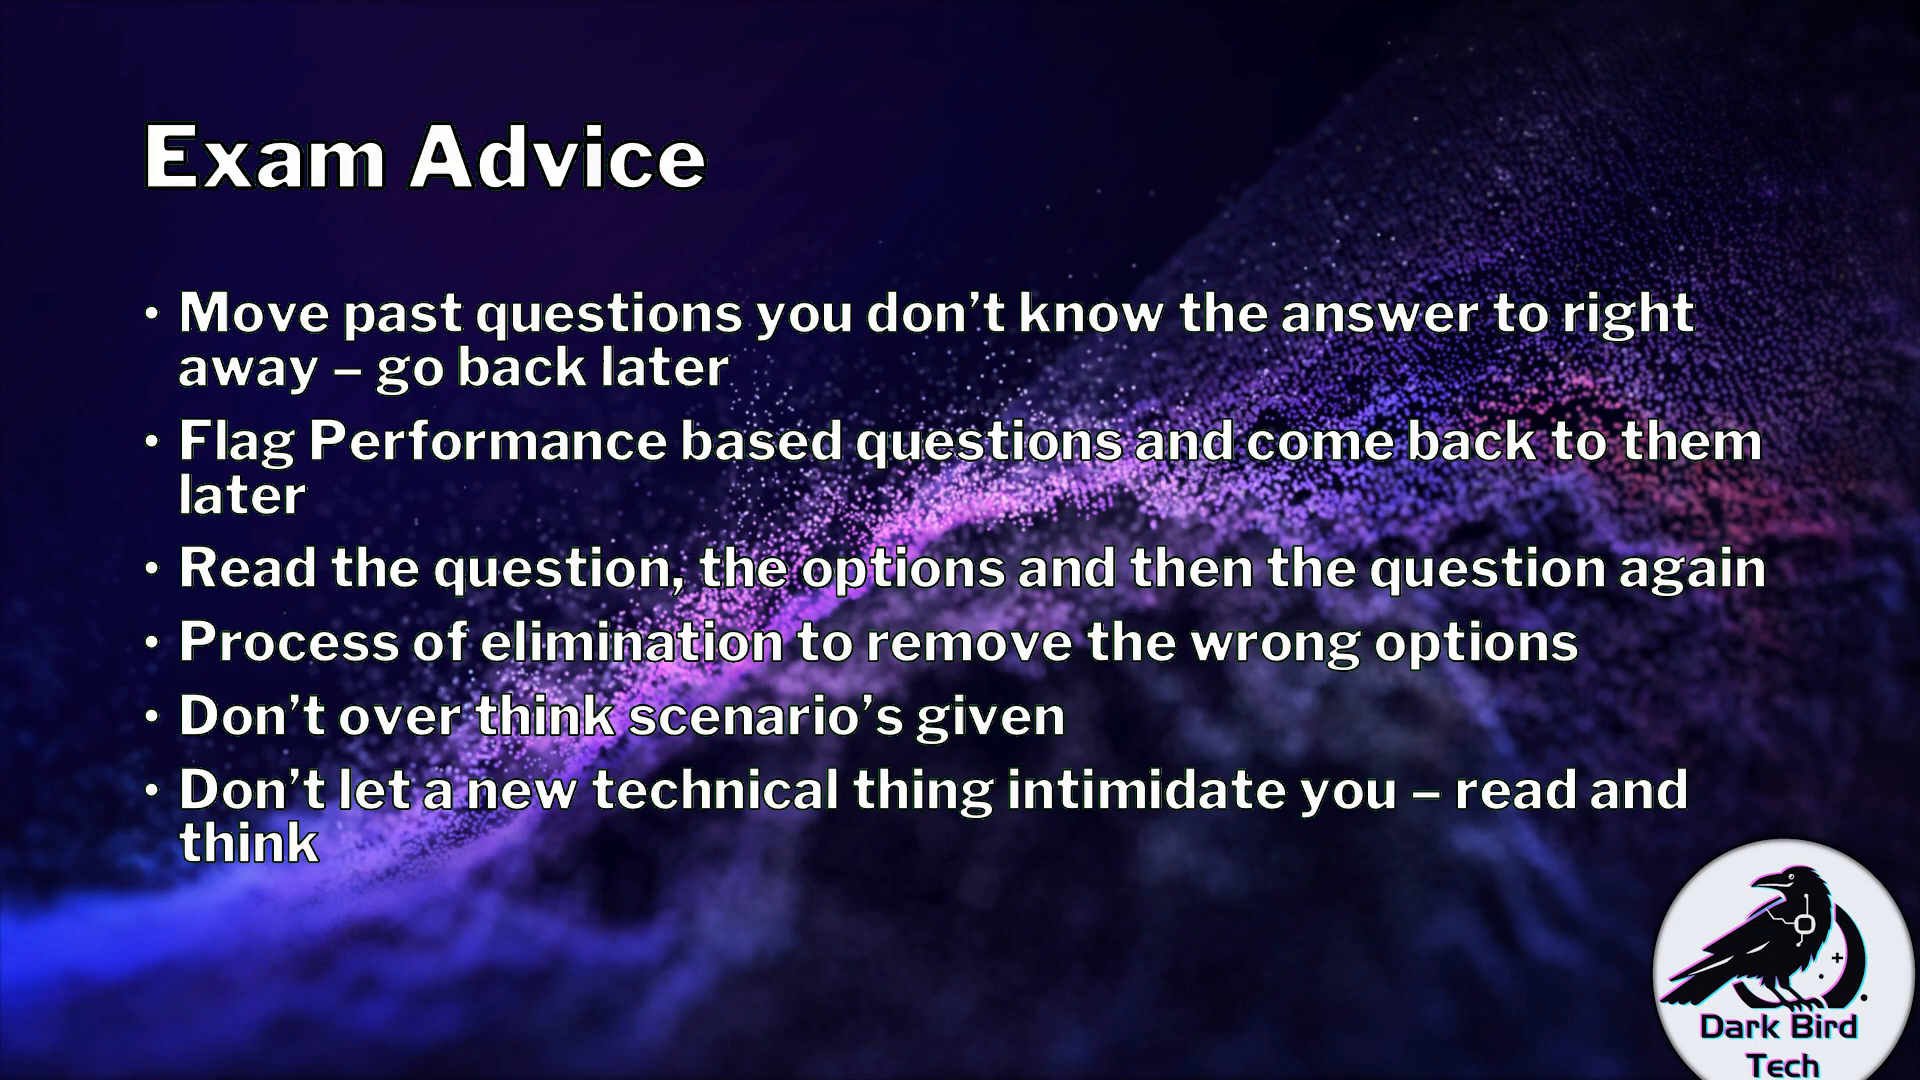 Exam Advice
• Move past questions you don’t know the answer to right
away – go back later
• Flag Performance based questions and come back to them
later
• Read the question, the options and then the question again
• Process of elimination to remove the wrong options
• Don’t over think scenario’s given
• Don’t let a new technical thing intimidate you – read and
think
Dark Bird
Tech